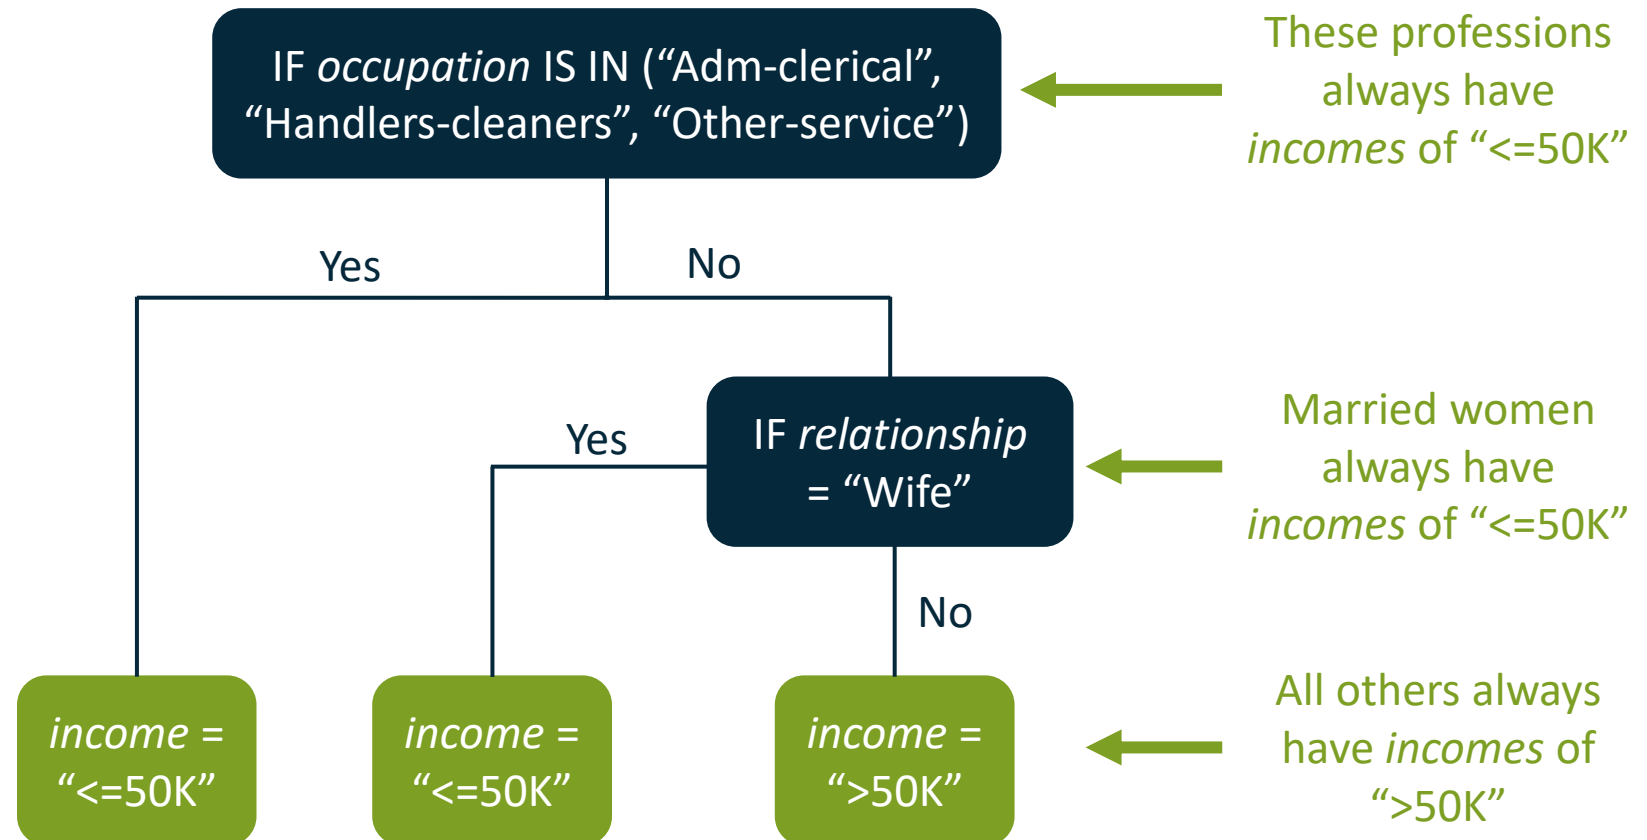 IF occupation IS IN (“Adm-clerical”,
“Handlers-cleaners”, “Other-service”)
These professions
always have
incomes of “<=50K”
Yes
No
IF relationship
= “Wife”
Yes
Married women
always have
incomes of “<=50K”
No
income =
“<=50K”
income =
“<=50K”
income =
“>50K”
All others always
have incomes of
“>50K”